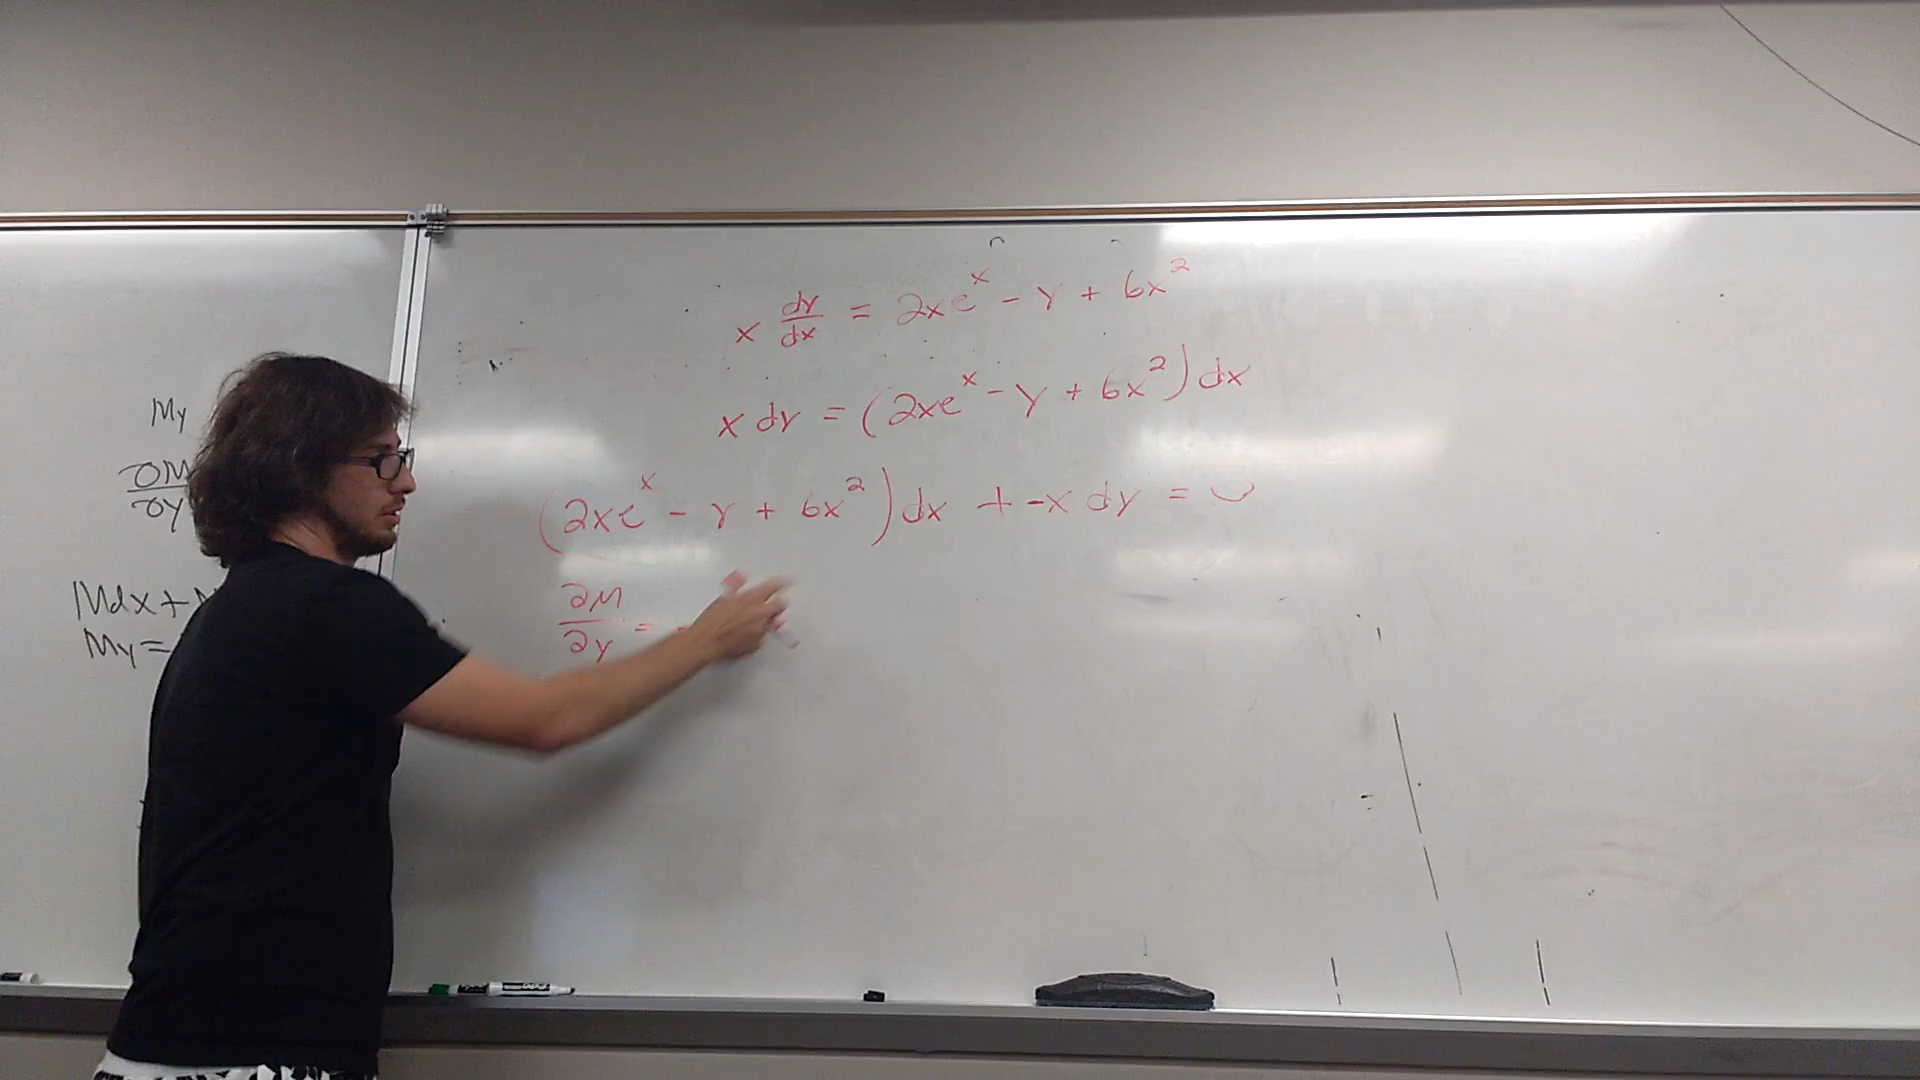 My
∂M
∂y
Mdx+
My=
x dy/dx = 2xe^x - y + 6x^2
x dy = (2xe^x - y + 6x^2) dx
(2xe^x - y + 6x^2) dx + -x dy = 0
∂M/∂y = -